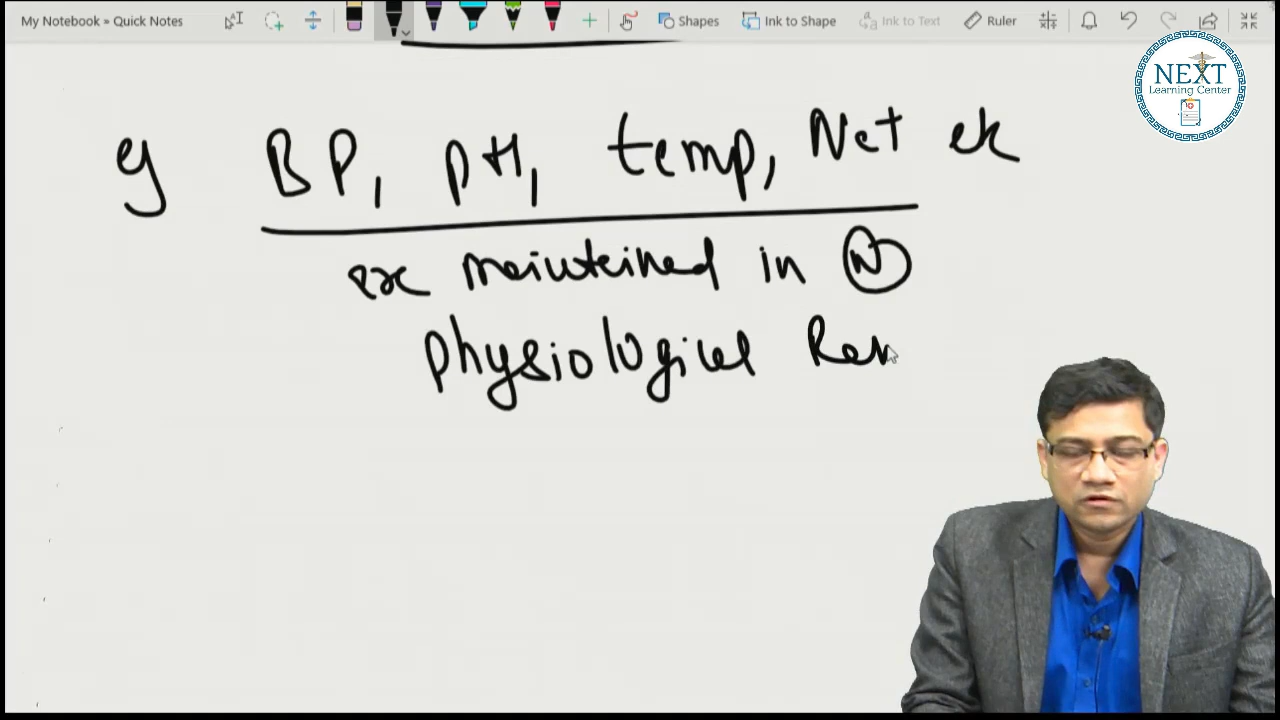 My Notebook » Quick Notes Shapes Ink to Shape Ink to Text Ruler
NEXT
Learning Center
eg BP, pH, temp, Na+ etc
are maintained in N
physiological Ran